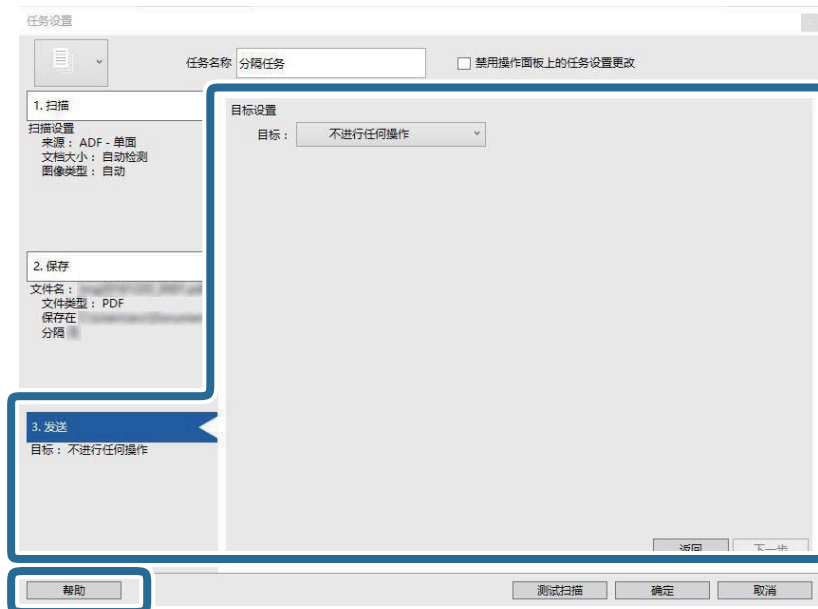 任务设置
任务名称 分隔任务 禁用操作面板上的任务设置更改
1. 扫描
扫描设置
来源： ADF - 单面
文档大小： 自动检测
图像类型： 自动
2. 保存
文件名：
文件类型： PDF
保存在
分隔
3. 发送
目标： 不进行任何操作
目标设置
目标： 不进行任何操作
返回 下一步
帮助 测试扫描 确定 取消